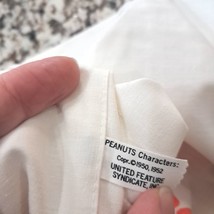 PEANUTS Characters:
Copr. © 1950, 1952
UNITED FEATURE
SYNDICATE, INC.